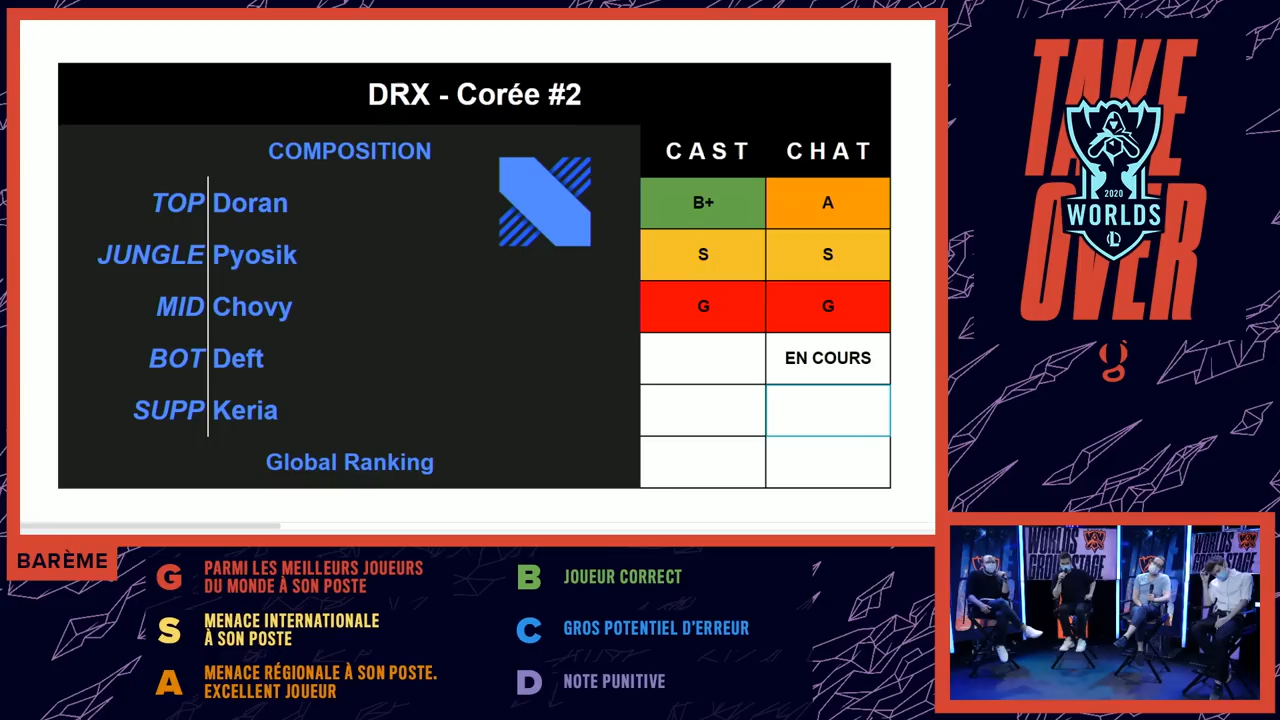 DRX - Corée #2
COMPOSITION
CAST
CHAT
TOP Doran B+ A
JUNGLE Pyosik S S
MID Chovy G G
BOT Deft EN COURS
SUPP Keria
Global Ranking
TAKE
OVER
2020
WORLDS
BARÈME
G PARMI LES MEILLEURS JOUEURS
DU MONDE À SON POSTE
S MENACE INTERNATIONALE
À SON POSTE
A MENACE RÉGIONALE À SON POSTE.
EXCELLENT JOUEUR
B JOUEUR CORRECT
C GROS POTENTIEL D'ERREUR
D NOTE PUNITIVE
WORLDS